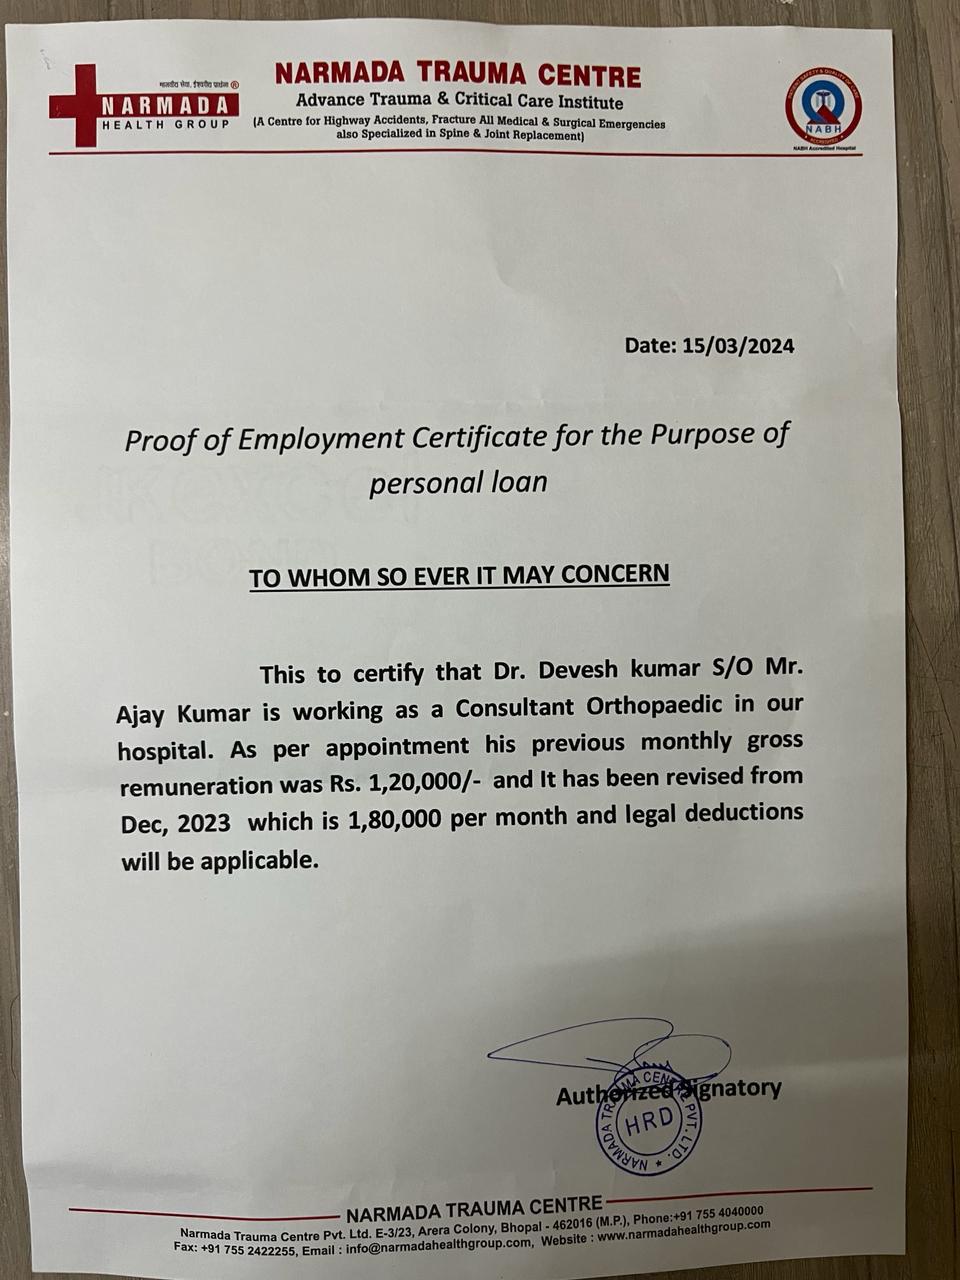 मानवीय सेवा, ईश्वरीय प्रार्थना ®
NARMADA
HEALTH GROUP
NARMADA TRAUMA CENTRE
Advance Trauma & Critical Care Institute
(A Centre for Highway Accidents, Fracture All Medical & Surgical Emergencies
also Specialized in Spine & Joint Replacement)
SAFETY & QUALITY OF CARE
NABH
ACCREDITED
NABH Accredited Hospital
Date: 15/03/2024
Proof of Employment Certificate for the Purpose of
personal loan
TO WHOM SO EVER IT MAY CONCERN
This to certify that Dr. Devesh kumar S/O Mr.
Ajay Kumar is working as a Consultant Orthopaedic in our
hospital. As per appointment his previous monthly gross
remuneration was Rs. 1,20,000/- and It has been revised from
Dec, 2023 which is 1,80,000 per month and legal deductions
will be applicable.
Authorized Signatory
NARMADA TRAUMA CENTRE PVT. LTD.
HRD
NARMADA TRAUMA CENTRE
Narmada Trauma Centre Pvt. Ltd. E-3/23, Arera Colony, Bhopal - 462016 (M.P.), Phone:+91 755 4040000
Fax: +91 755 2422255, Email : info@narmadahealthgroup.com, Website : www.narmadahealthgroup.com